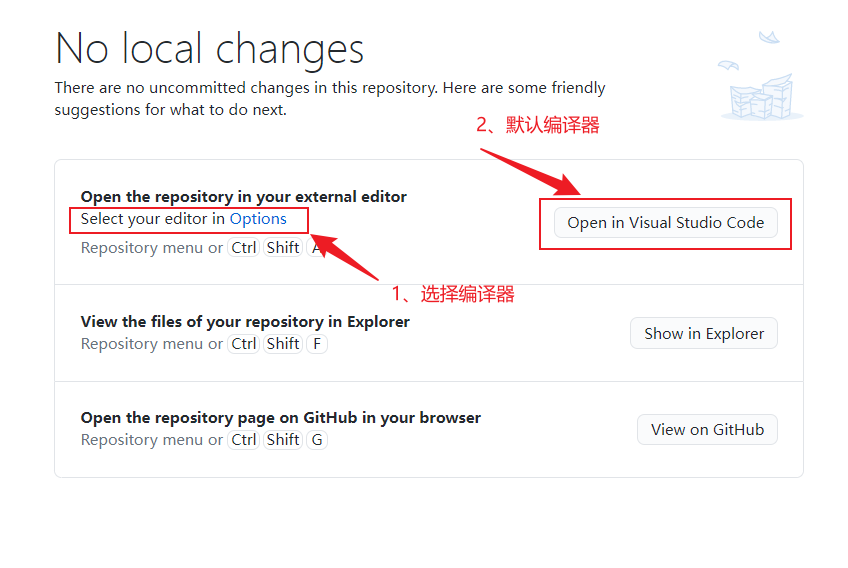 No local changes
There are no uncommitted changes in this repository. Here are some friendly
suggestions for what to do next.
2、默认编译器
Open the repository in your external editor
Select your editor in Options
Open in Visual Studio Code
Repository menu or Ctrl Shift A
1、选择编译器
View the files of your repository in Explorer
Repository menu or Ctrl Shift F
Show in Explorer
Open the repository page on GitHub in your browser
Repository menu or Ctrl Shift G
View on GitHub